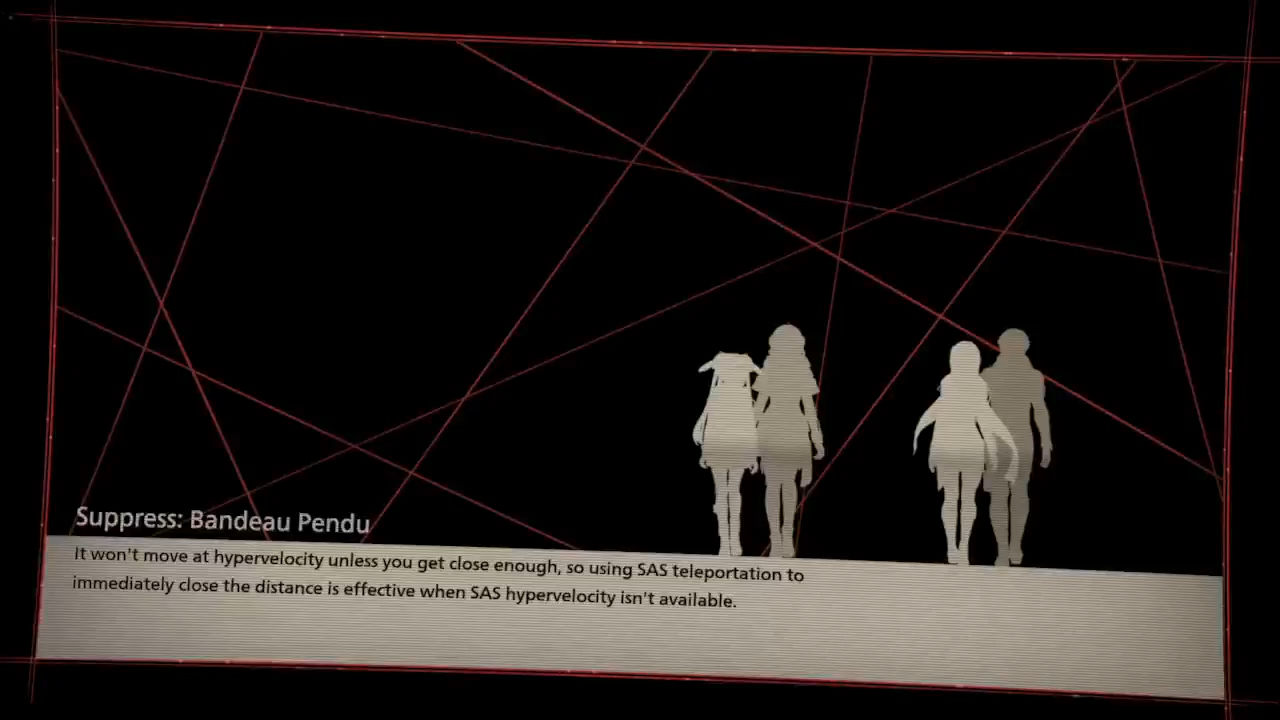 Suppress: Bandeau Pendu
It won't move at hypervelocity unless you get close enough, so using SAS teleportation to
immediately close the distance is effective when SAS hypervelocity isn't available.